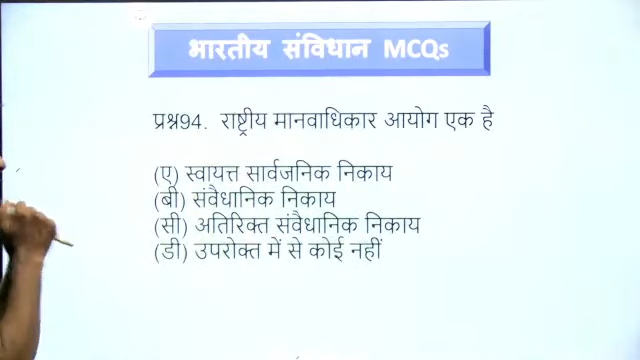 भारतीय संविधान MCQs
प्रश्न94. राष्ट्रीय मानवाधिकार आयोग एक है
(ए) स्वायत्त सार्वजनिक निकाय
(बी) संवैधानिक निकाय
(सी) अतिरिक्त संवैधानिक निकाय
(डी) उपरोक्त में से कोई नहीं